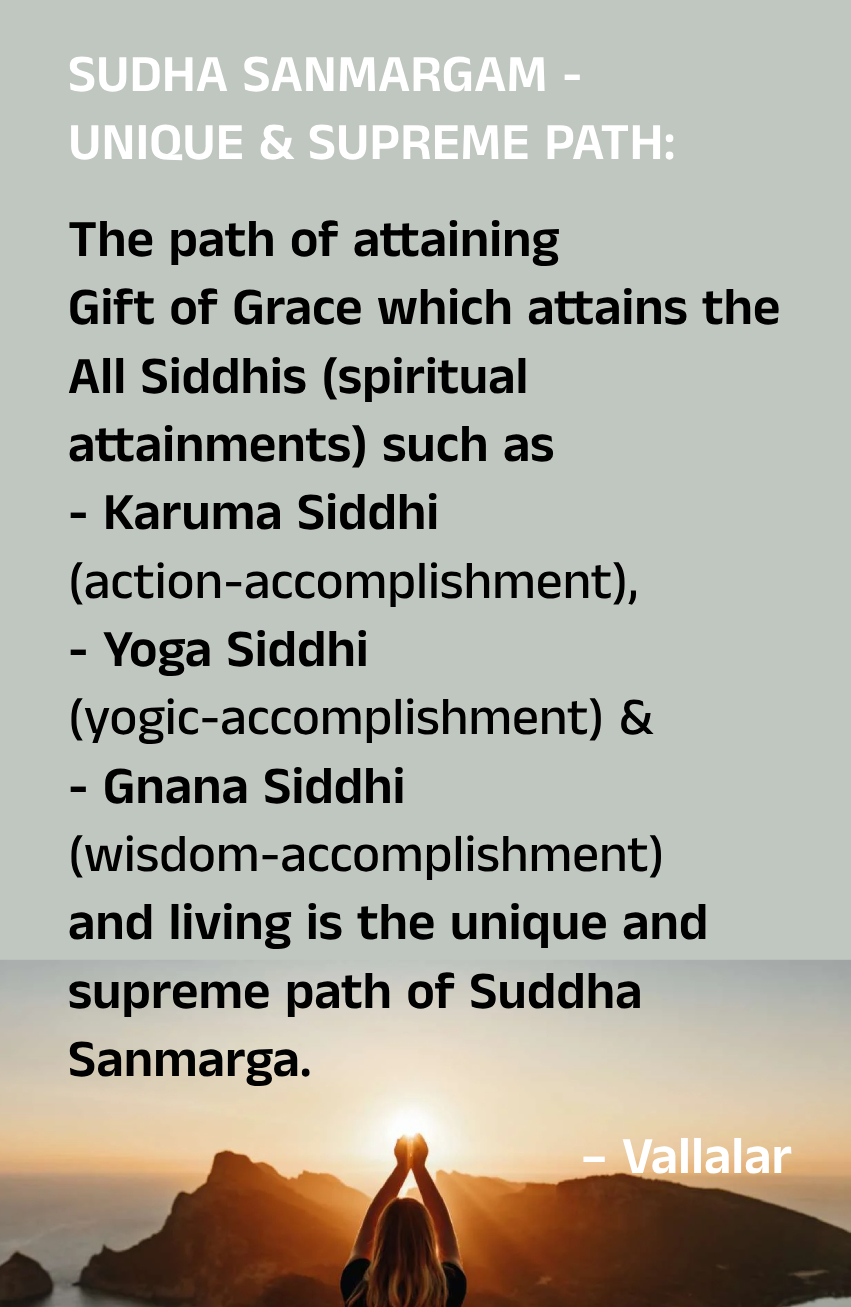 SUDHA SANMARGAM -
UNIQUE & SUPREME PATH:
The path of attaining
Gift of Grace which attains the
All Siddhis (spiritual
attainments) such as
- Karuma Siddhi
(action-accomplishment),
- Yoga Siddhi
(yogic-accomplishment) &
- Gnana Siddhi
(wisdom-accomplishment)
and living is the unique and
supreme path of Suddha
Sanmarga.
– Vallalar